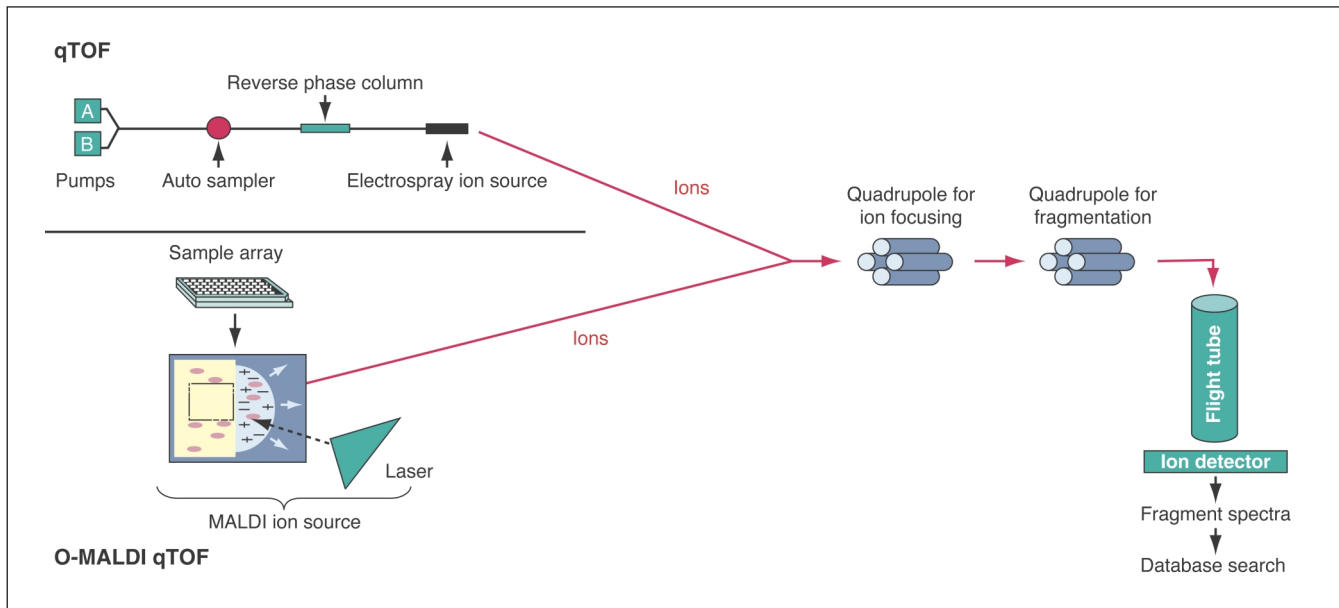 qTOF
Reverse phase column
A
B
Pumps
Auto sampler
Electrospray ion source
Ions
Quadrupole for
ion focusing
Quadrupole for
fragmentation
Sample array
Ions
Flight tube
Laser
Ion detector
MALDI ion source
Fragment spectra
O-MALDI qTOF
Database search